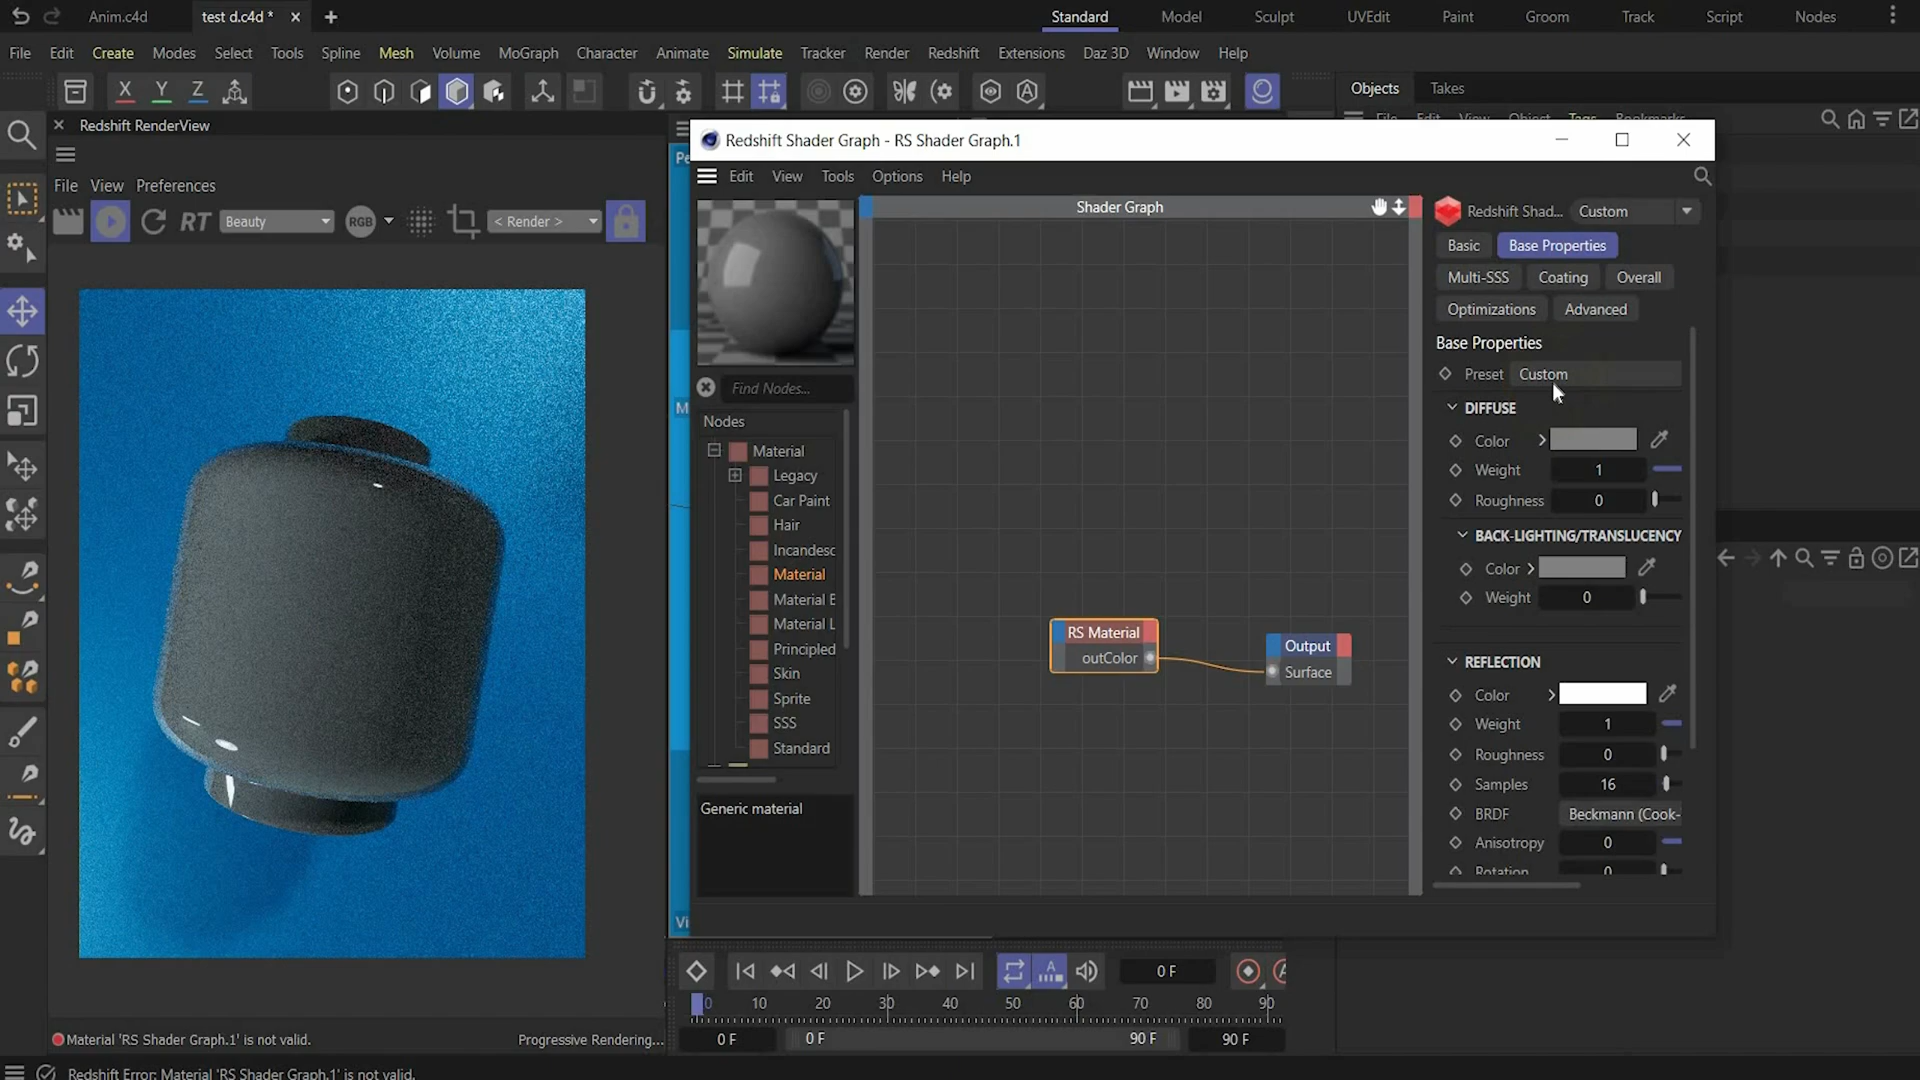 Anim.c4d
test d.c4d *
Standard
Model
Sculpt
UVEdit
Paint
Groom
Track
Script
Nodes
File Edit Create Modes Select Tools Spline Mesh Volume MoGraph Character Animate Simulate Tracker Render Redshift Extensions Daz 3D Window Help
X Y Z
Objects Takes
Redshift RenderView
File View Preferences
RT Beauty RGB < Render >
Redshift Shader Graph - RS Shader Graph.1
Edit View Tools Options Help
Shader Graph
Find Nodes...
Nodes
Material
Legacy
Car Paint
Hair
Incandesc
Material
Material B
Material L
Principled
Skin
Sprite
SSS
Standard
Generic material
RS Material
outColor
Output
Surface
Redshift Shad... Custom
Basic Base Properties
Multi-SSS Coating Overall
Optimizations Advanced
Base Properties
Preset Custom
DIFFUSE
Color
Weight 1
Roughness 0
BACK-LIGHTING/TRANSLUCENCY
Color
Weight 0
REFLECTION
Color
Weight 1
Roughness 0
Samples 16
BRDF Beckmann (Cook-
Anisotropy 0
Rotation 0
0 F
0 10 20 30 40 50 60 70 80 90
0 F 0 F 90 F 90 F
Material 'RS Shader Graph.1' is not valid.
Progressive Rendering...
Redshift Error: Material 'RS Shader Graph.1' is not valid.